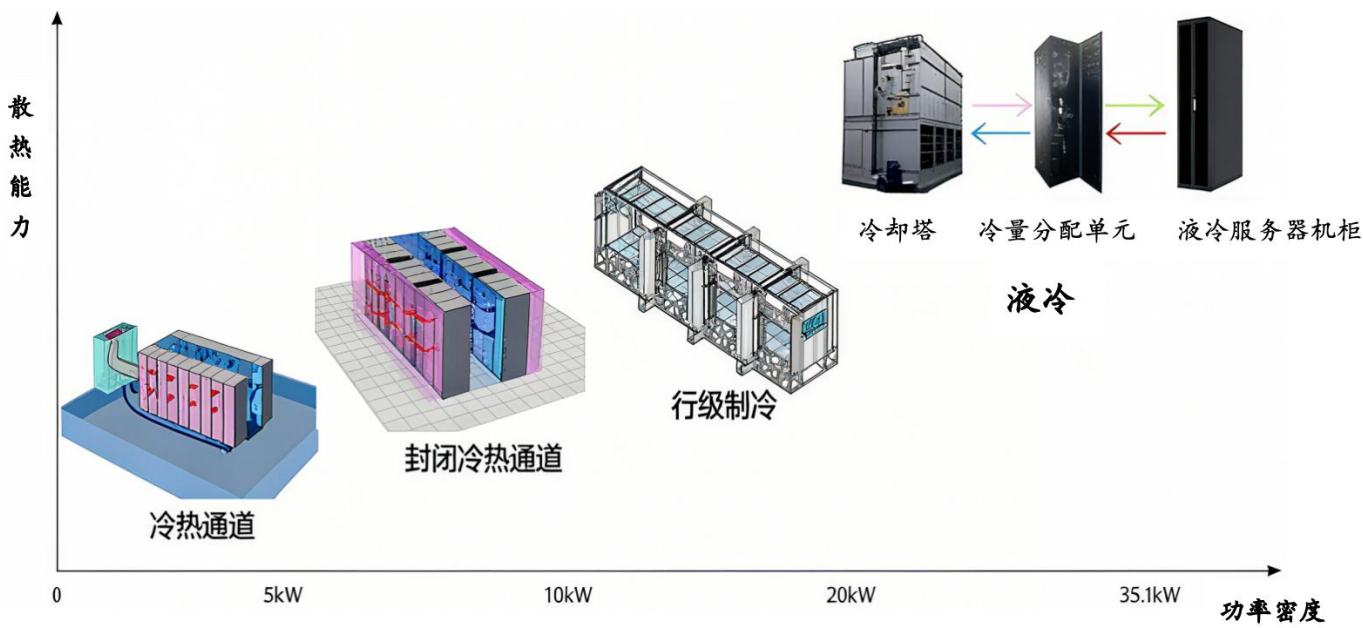 散热能力
冷却塔
冷量分配单元
液冷服务器机柜
液冷
行级制冷
封闭冷热通道
冷热通道
0
5kW
10kW
20kW
35.1kW
功率密度